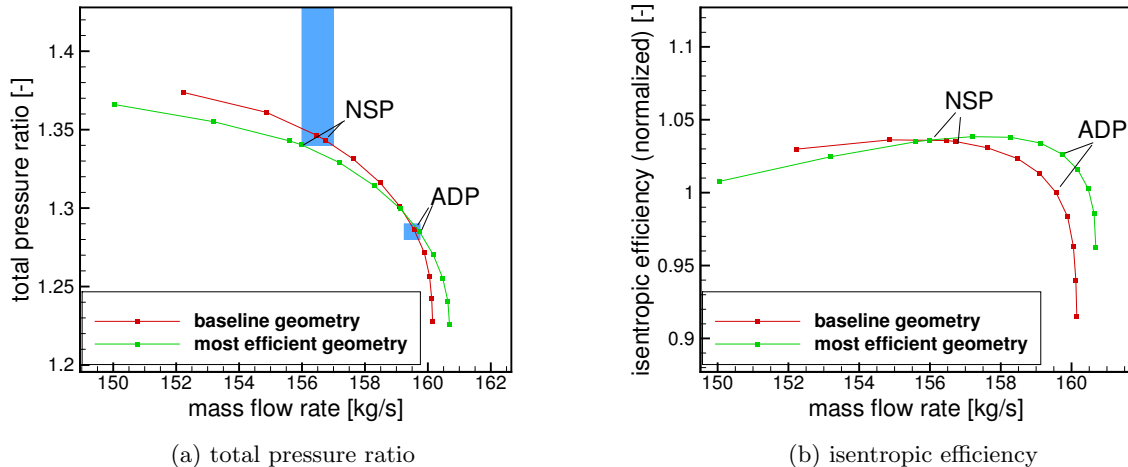 total pressure ratio [-]
1.4
1.35
1.3
1.25
1.2
NSP
ADP
baseline geometry
most efficient geometry
150 152 154 156 158 160 162
mass flow rate [kg/s]
(a) total pressure ratio
isentropic efficiency (normalized) [-]
1.1
1.05
1
0.95
0.9
NSP
ADP
baseline geometry
most efficient geometry
150 152 154 156 158 160
mass flow rate [kg/s]
(b) isentropic efficiency